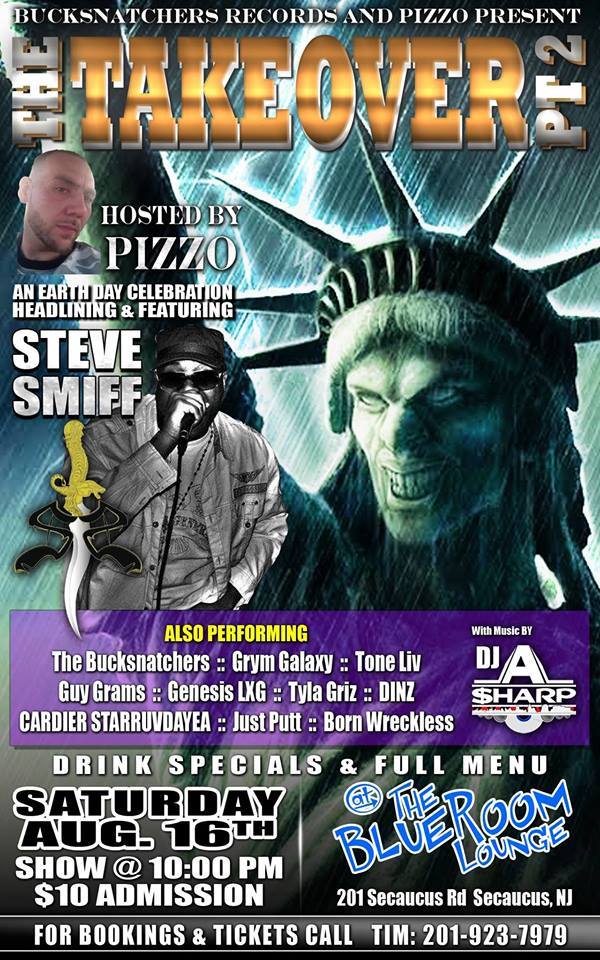 BUCKSNATCHERS RECORDS AND PIZZO PRESENT
THE TAKEOVER PT 2
HOSTED BY
PIZZO
AN EARTH DAY CELEBRATION
HEADLINING & FEATURING
STEVE
SMIFF
ALSO PERFORMING
The Bucksnatchers :: Grym Galaxy :: Tone Liv
Guy Grams :: Genesis LXG :: Tyla Griz :: DINZ
CARDIER STARRUVDAYEA :: Just Putt :: Born Wreckless
With Music BY
DJ A
$HARP
DRINK SPECIALS & FULL MENU
SATURDAY
AUG. 16TH
SHOW @ 10:00 PM
$10 ADMISSION
at THE
BLUEROOM
LOUNGE
201 Secaucus Rd Secaucus, NJ
FOR BOOKINGS & TICKETS CALL TIM: 201-923-7979